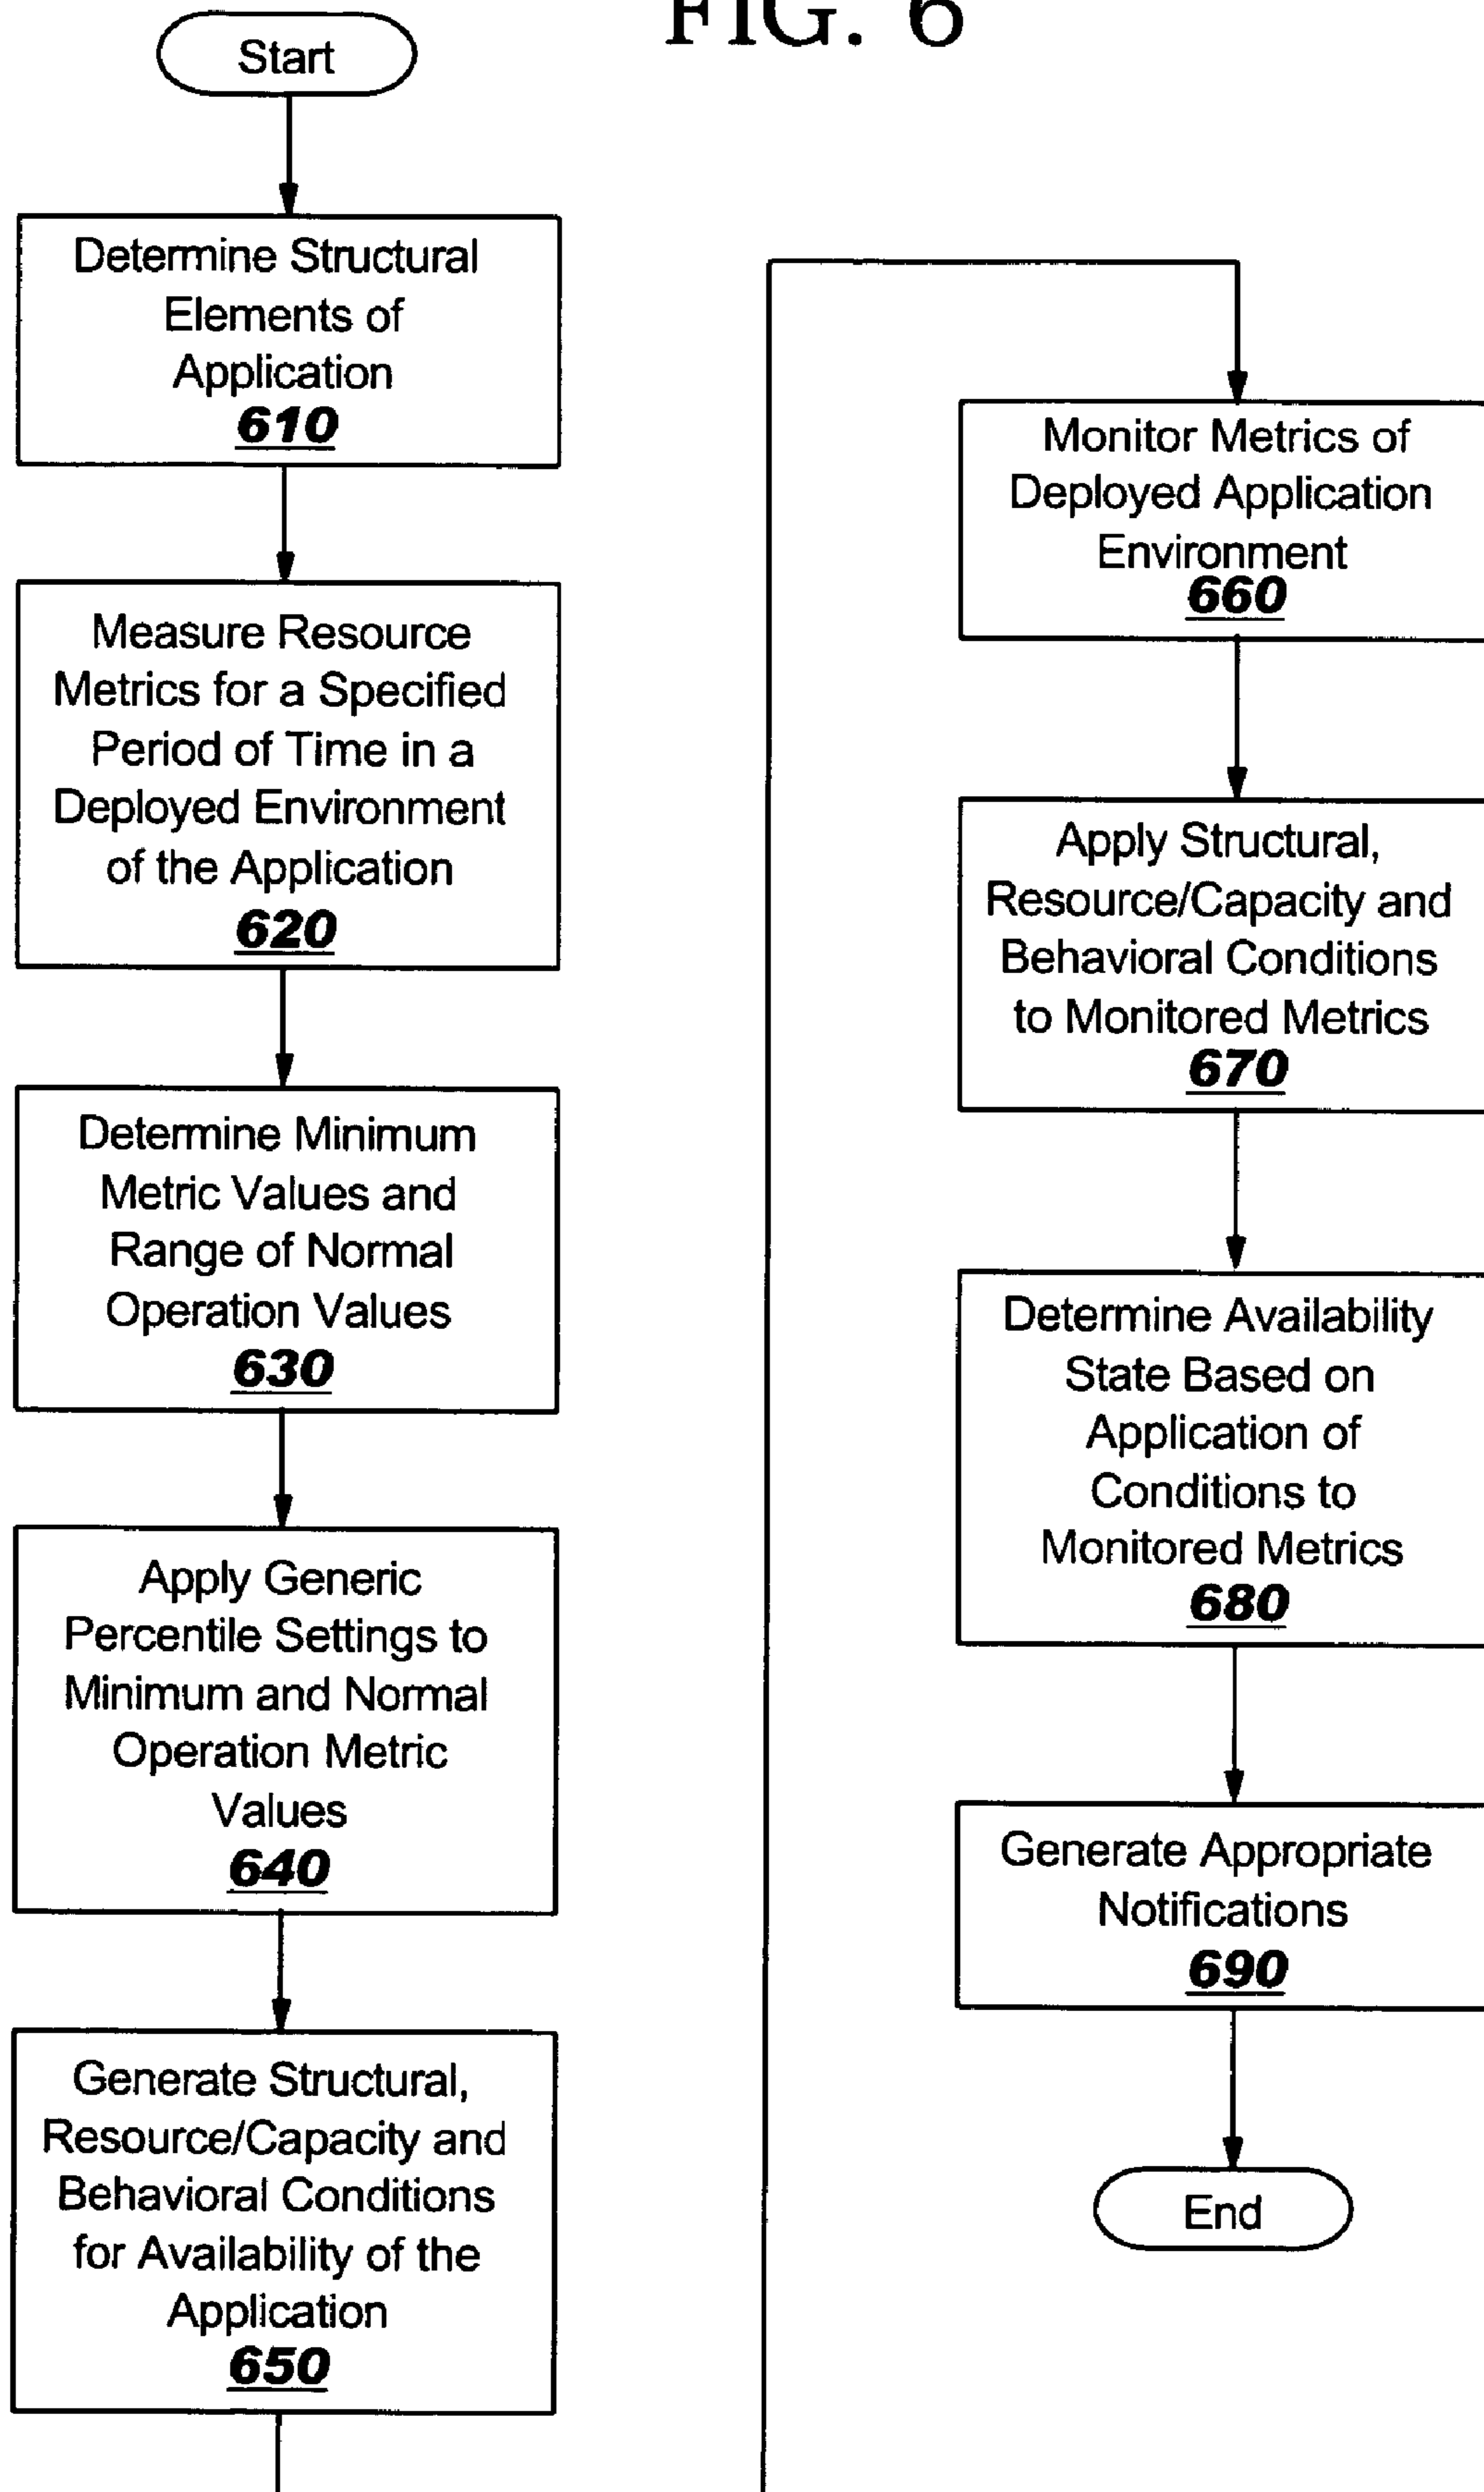 FIG. 6
Start
Determine Structural
Elements of
Application
610
Measure Resource
Metrics for a Specified
Period of Time in a
Deployed Environment
of the Application
620
Determine Minimum
Metric Values and
Range of Normal
Operation Values
630
Apply Generic
Percentile Settings to
Minimum and Normal
Operation Metric
Values
640
Generate Structural,
Resource/Capacity and
Behavioral Conditions
for Availability of the
Application
650
Monitor Metrics of
Deployed Application
Environment
660
Apply Structural,
Resource/Capacity and
Behavioral Conditions
to Monitored Metrics
670
Determine Availability
State Based on
Application of
Conditions to
Monitored Metrics
680
Generate Appropriate
Notifications
690
End